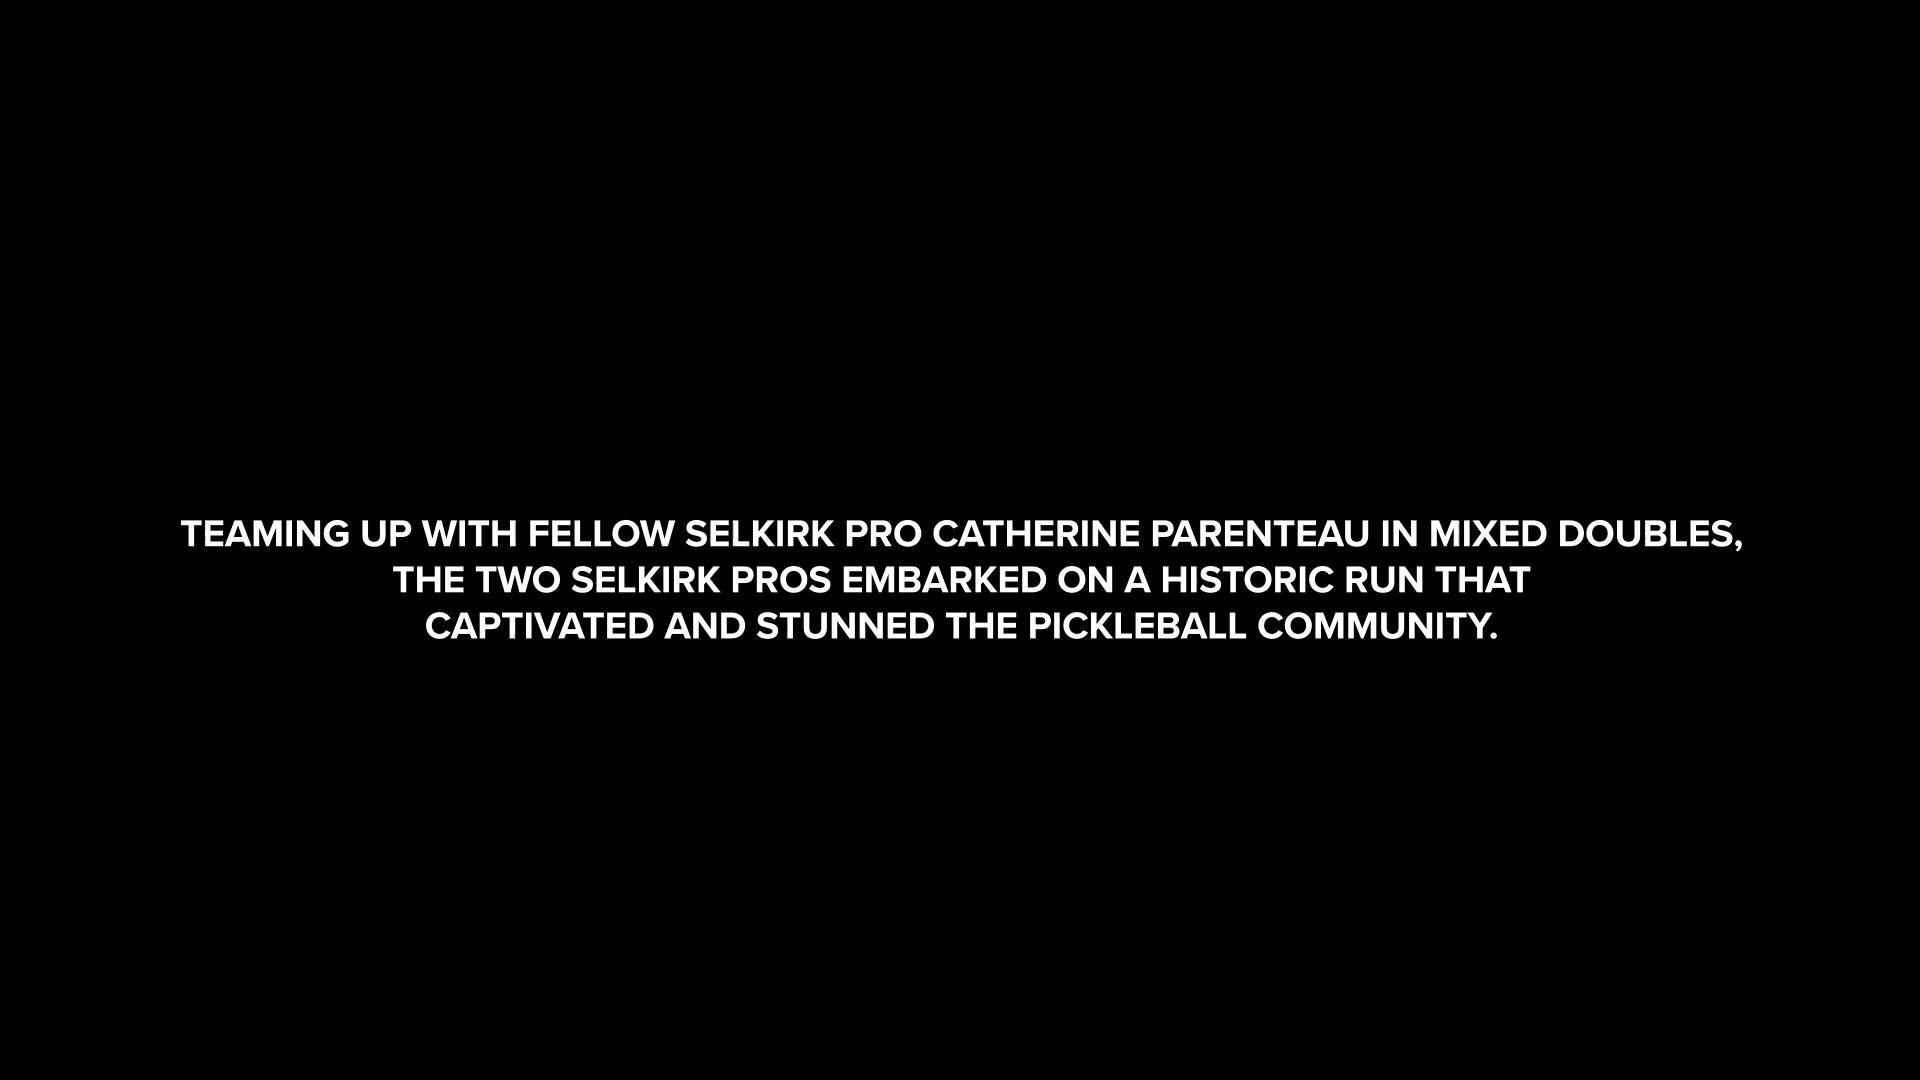 TEAMING UP WITH FELLOW SELKIRK PRO CATHERINE PARENTEAU IN MIXED DOUBLES,
THE TWO SELKIRK PROS EMBARKED ON A HISTORIC RUN THAT
CAPTIVATED AND STUNNED THE PICKLEBALL COMMUNITY.